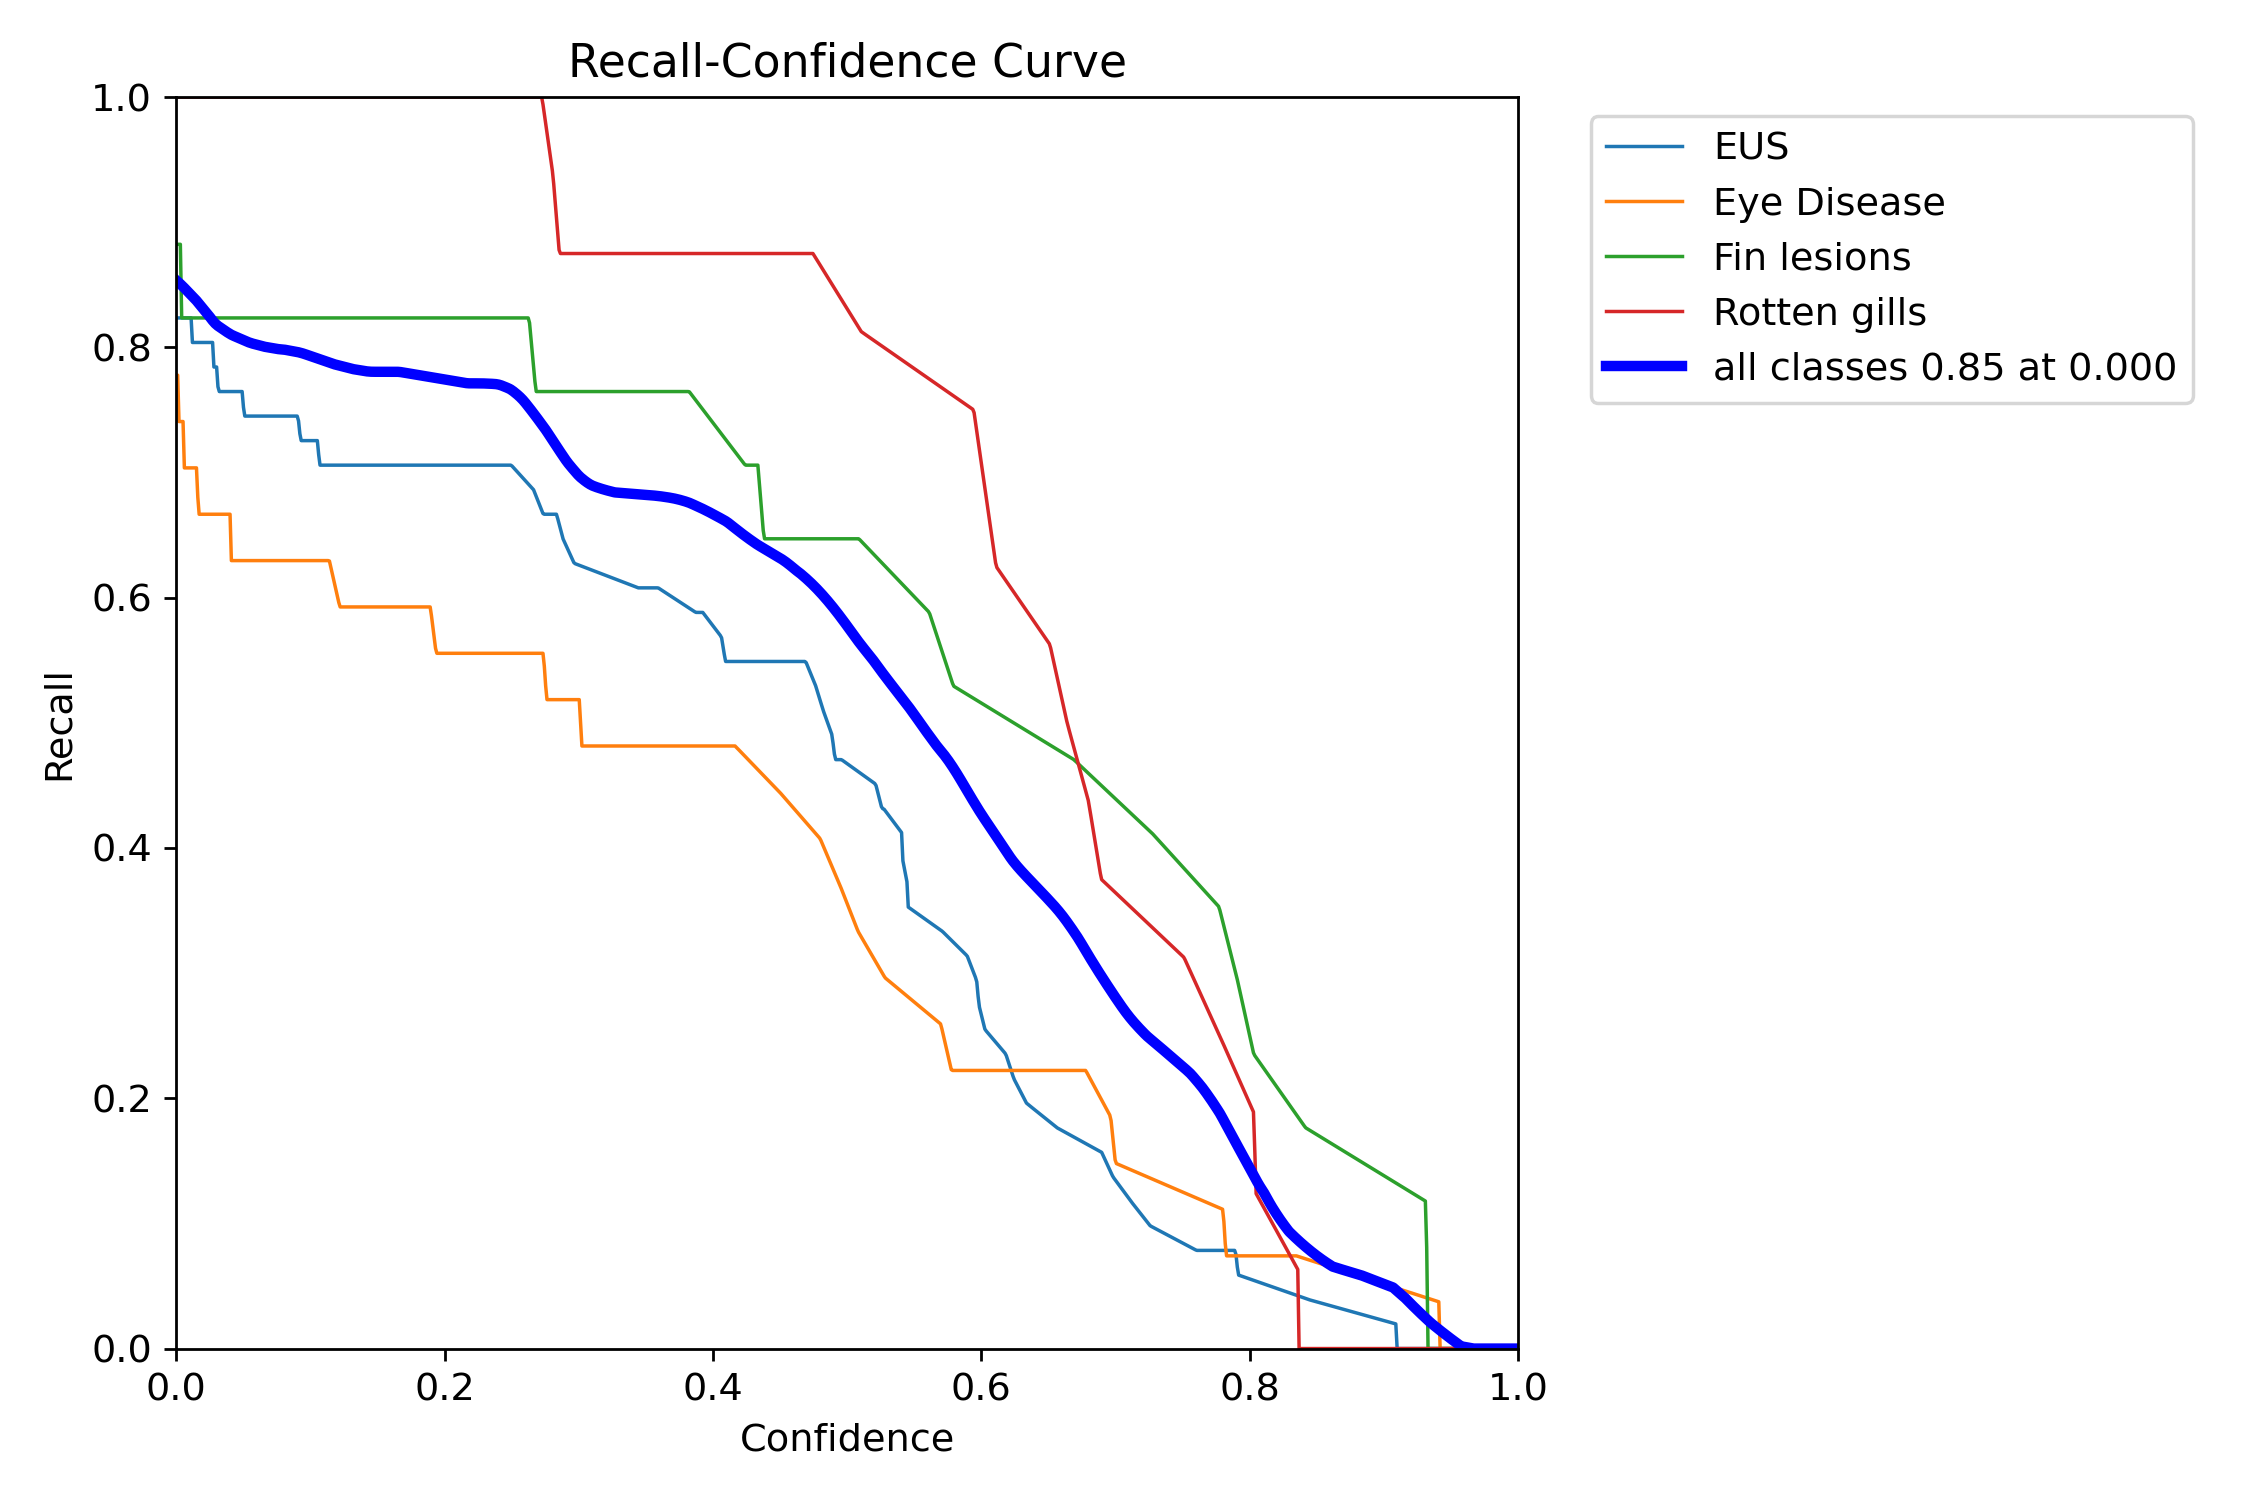 Recall-Confidence Curve
1.0
0.8
0.6
0.4
0.2
0.0
Recall
0.0 0.2 0.4 0.6 0.8 1.0
Confidence
EUS
Eye Disease
Fin lesions
Rotten gills
all classes 0.85 at 0.000